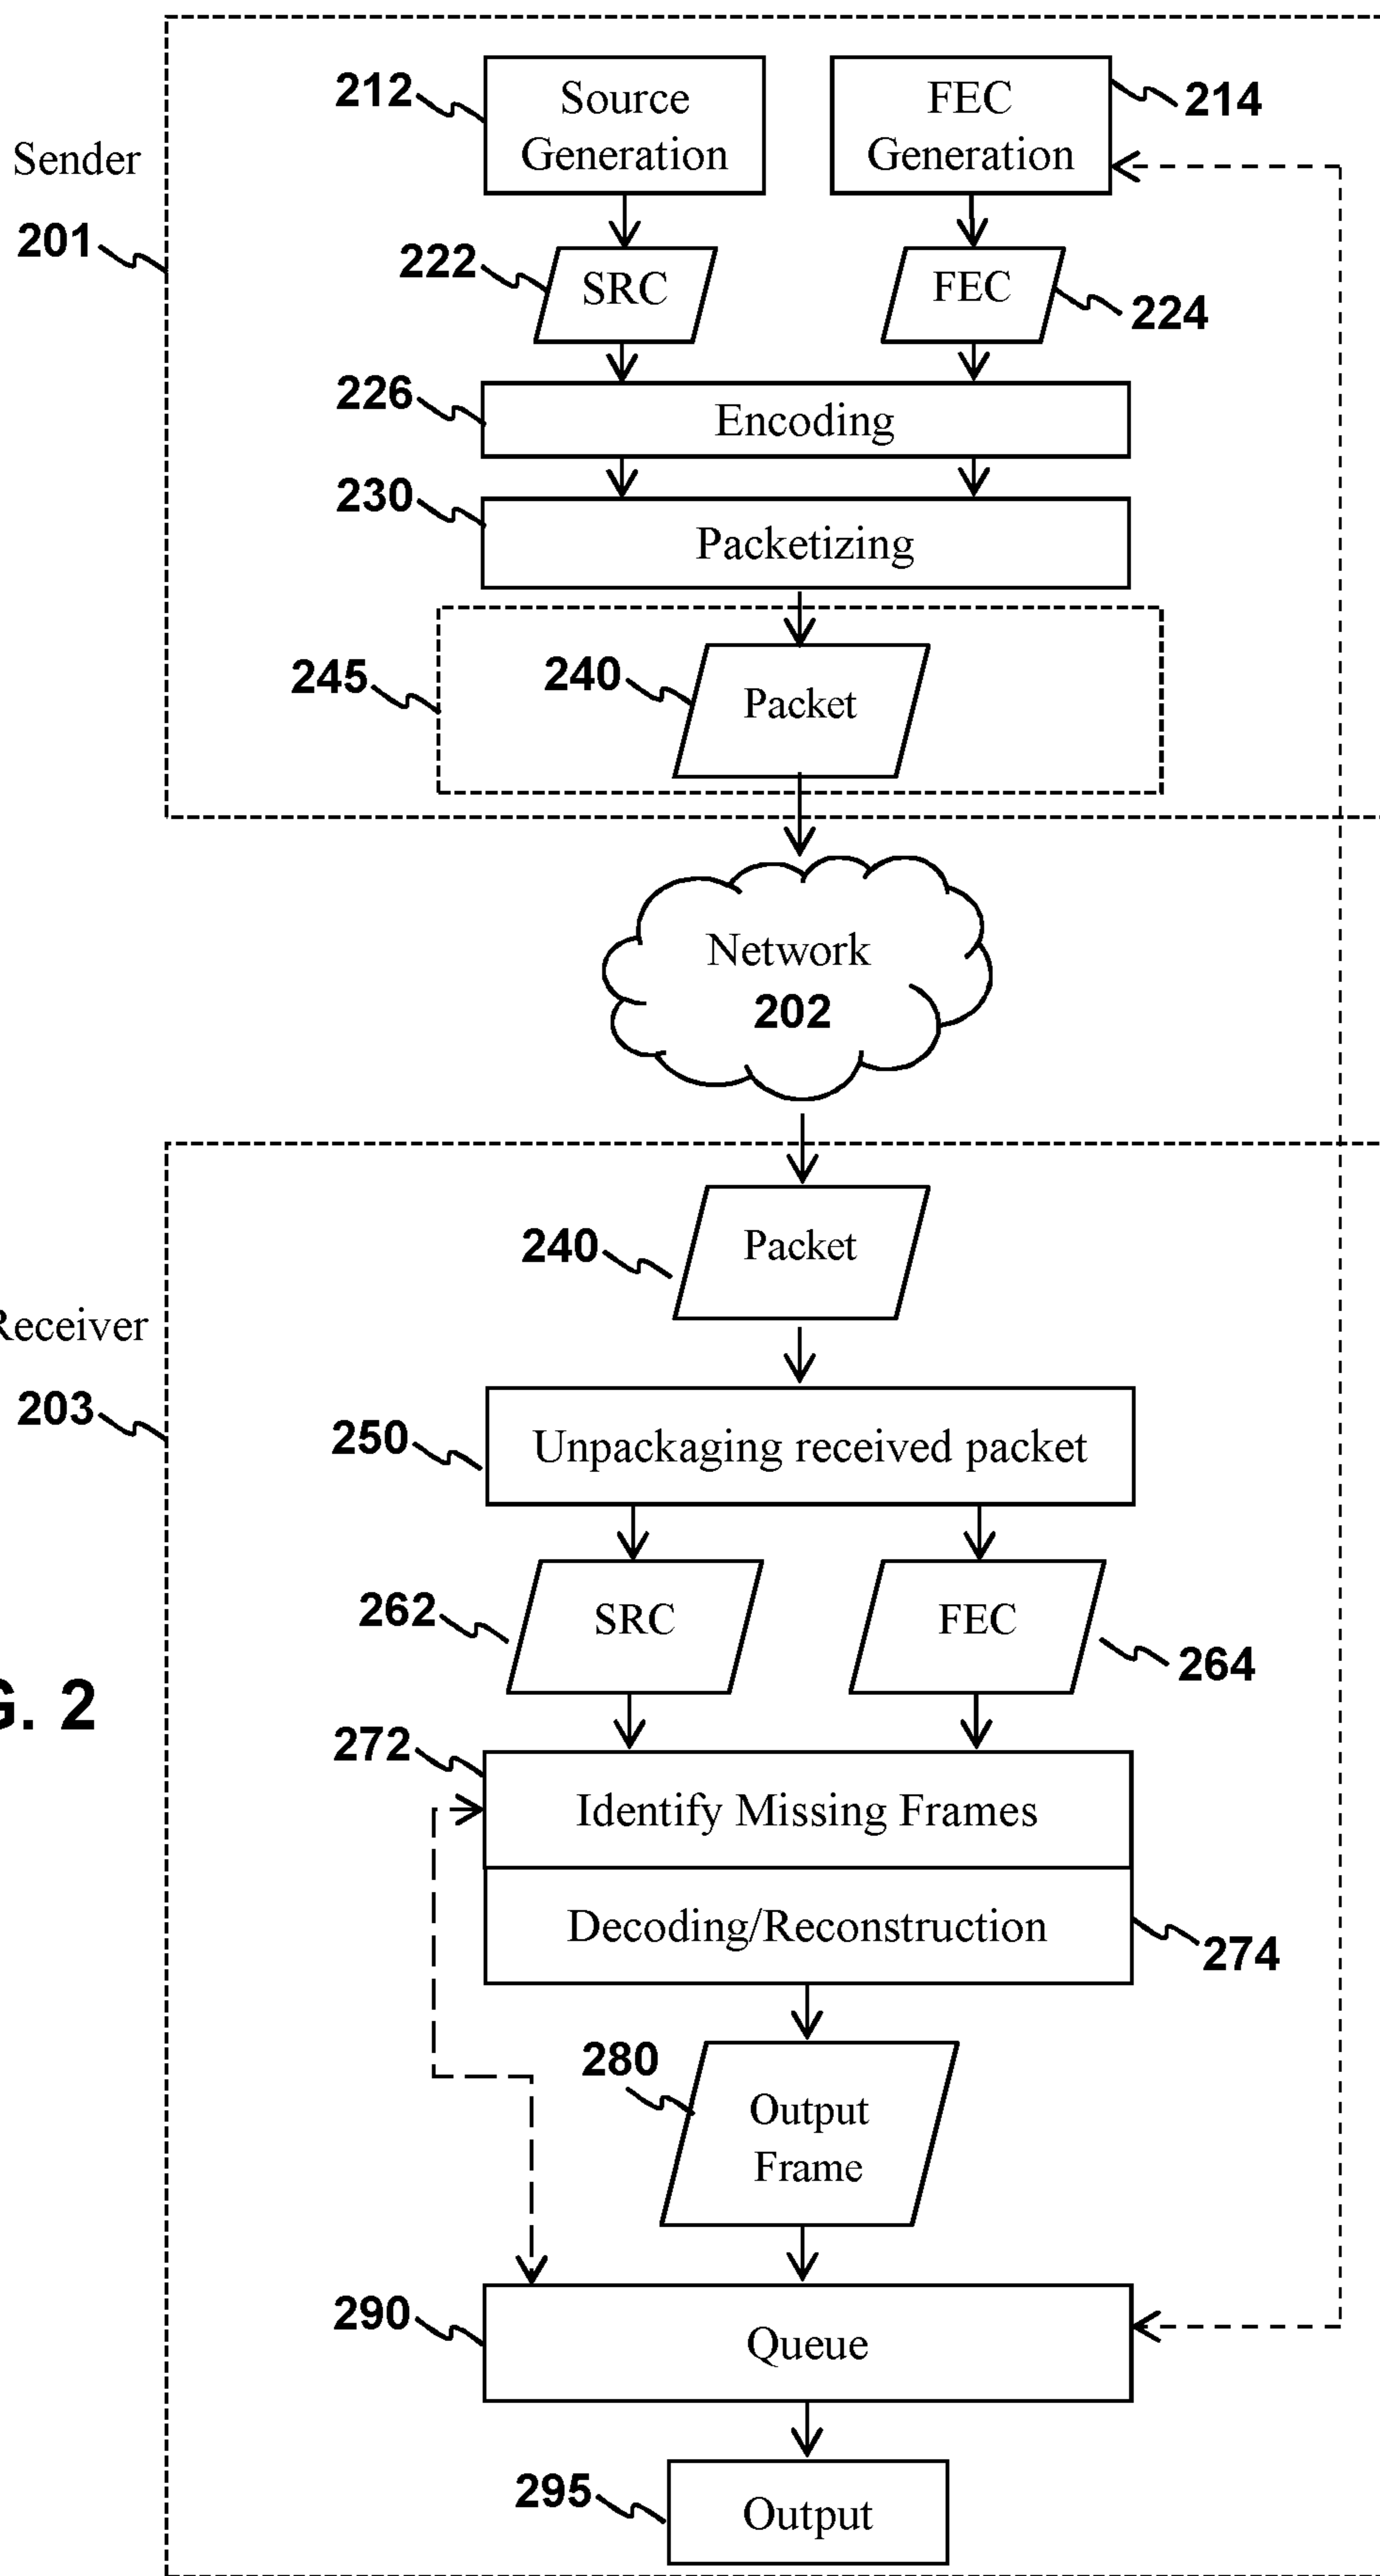 212
Source
Generation
FEC
Generation
214
Sender
201
222
SRC
FEC
224
226
Encoding
230
Packetizing
245
240
Packet
Network
202
240
Packet
Receiver
203
250
Unpackaging received packet
262
SRC
FEC
264
G. 2
272
Identify Missing Frames
Decoding/Reconstruction
274
280
Output
Frame
290
Queue
295
Output